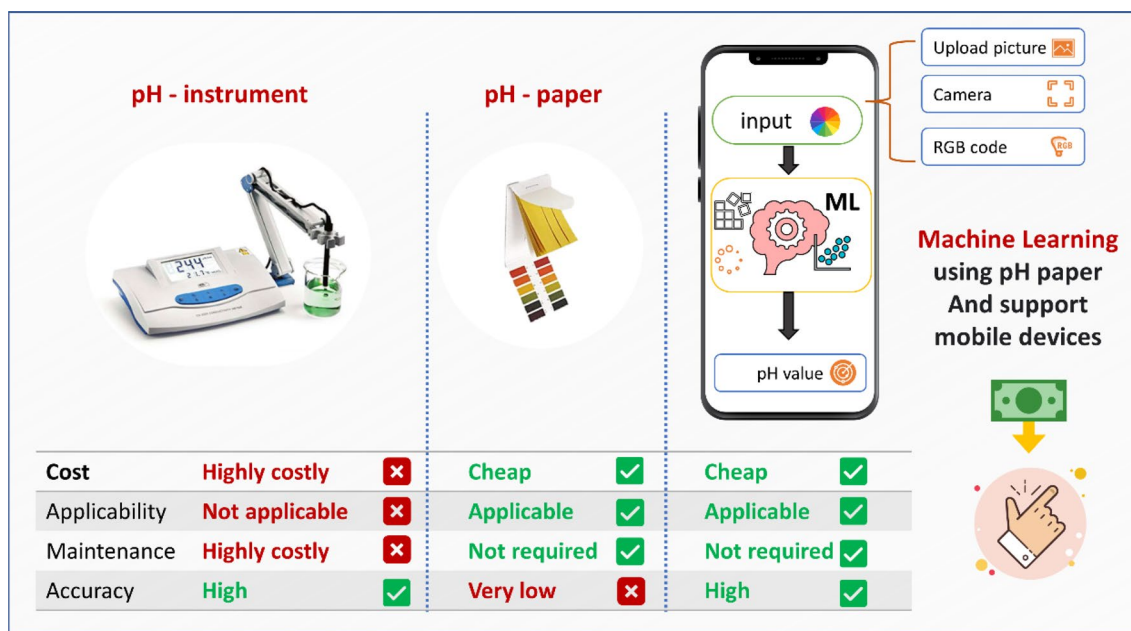 pH - instrument
pH - paper
input
ML
pH value
Upload picture
Camera
RGB code
RGB
Machine Learning
using pH paper
And support
mobile devices
244
Cost Highly costly Cheap Cheap
Applicability Not applicable Applicable Applicable
Maintenance Highly costly Not required Not required
Accuracy High Very low High